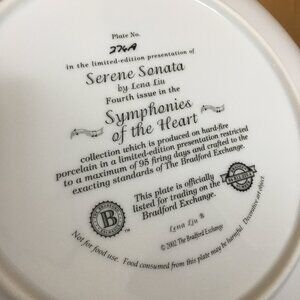 Plate No.
274A
in the limited-edition presentation of
Serene Sonata
by Lena Liu
Fourth issue in the
Symphonies
of the Heart
collection which is produced on hard-fire
porcelain in a limited-edition presentation restricted
to a maximum of 95 firing days and crafted to the
exacting standards of The Bradford Exchange.
This plate is officially
listed for trading on the
Bradford Exchange.
B
Lena Liu ®
© 2002 The Bradford Exchange
Not for food use. Food consumed from this plate may be harmful. Decorative art object.